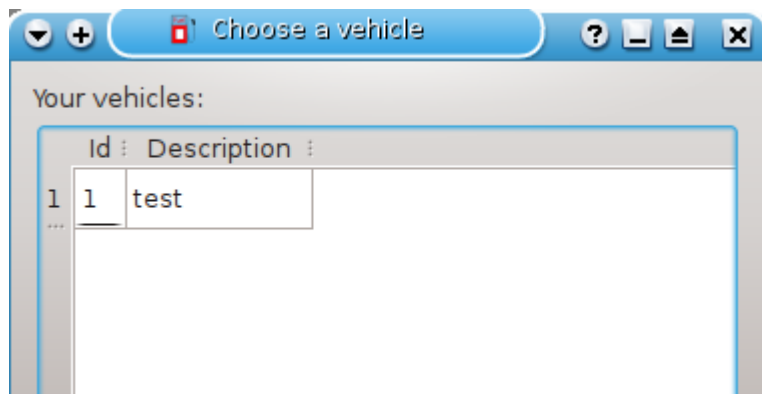 Choose a vehicle
Your vehicles:
Id Description
1 1 test